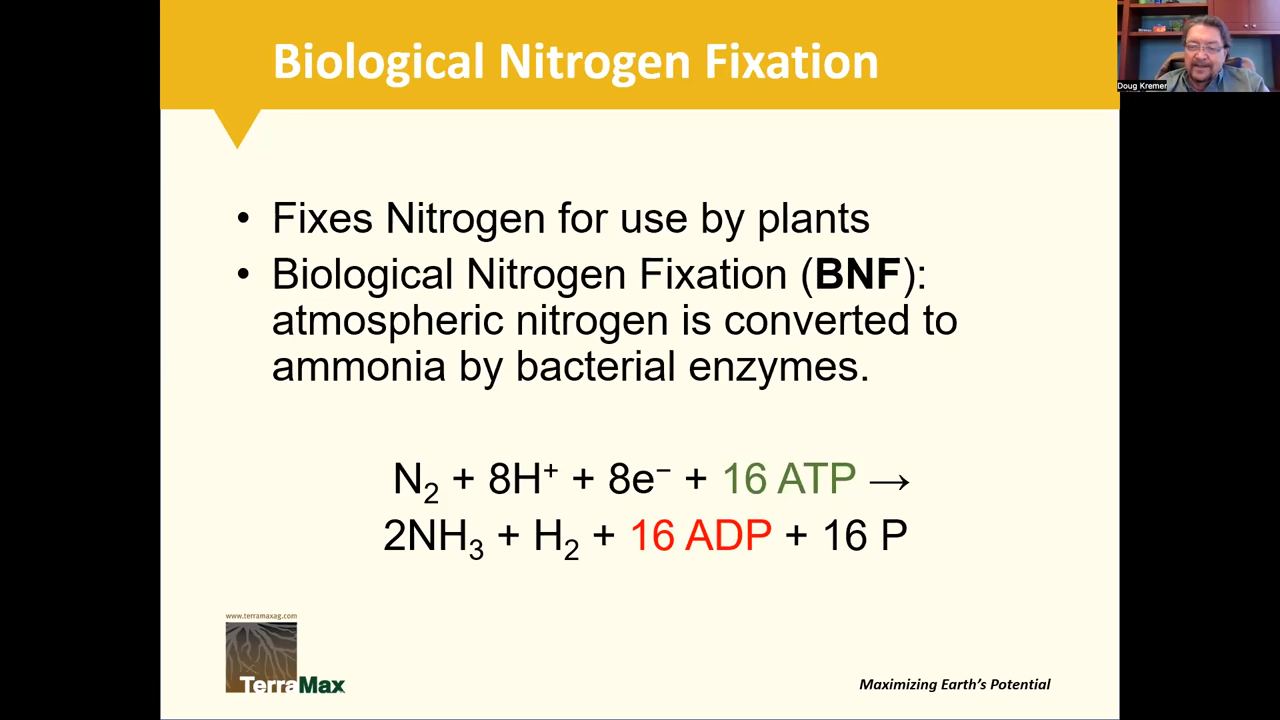 Biological Nitrogen Fixation
Doug Kremer
• Fixes Nitrogen for use by plants
• Biological Nitrogen Fixation (BNF):
atmospheric nitrogen is converted to
ammonia by bacterial enzymes.
N₂ + 8H⁺ + 8e⁻ + 16 ATP →
2NH₃ + H₂ + 16 ADP + 16 P
www.terramaxag.com
TerraMax
Maximizing Earth's Potential